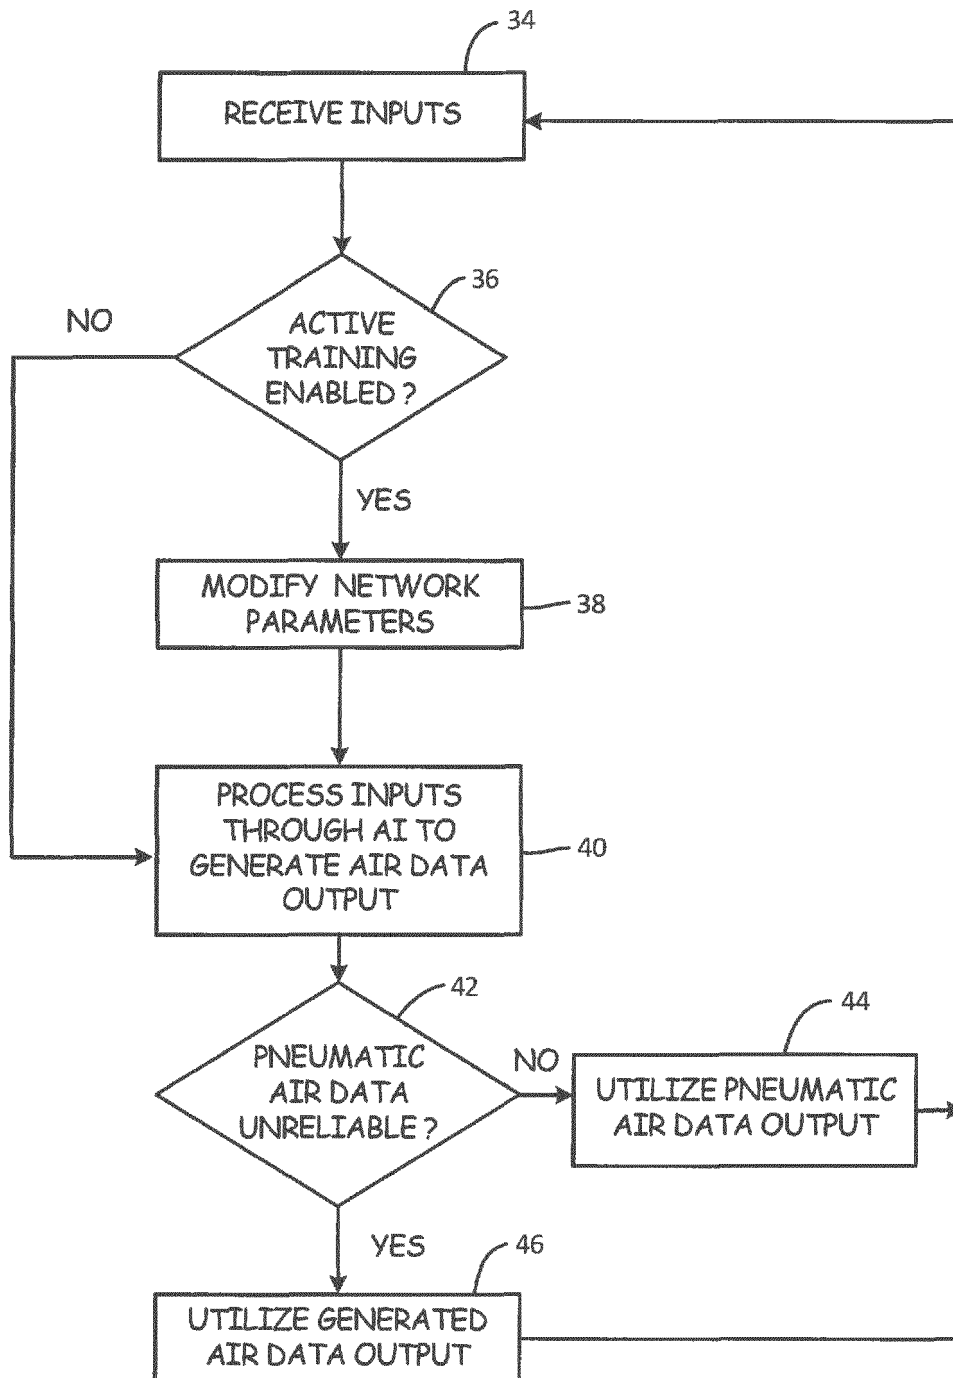 34
RECEIVE INPUTS
36
NO
ACTIVE
TRAINING
ENABLED ?
YES
MODIFY NETWORK
PARAMETERS
38
PROCESS INPUTS
THROUGH AI TO
GENERATE AIR DATA
OUTPUT
40
42
44
PNEUMATIC
AIR DATA
UNRELIABLE ?
NO
UTILIZE PNEUMATIC
AIR DATA OUTPUT
YES
46
UTILIZE GENERATED
AIR DATA OUTPUT